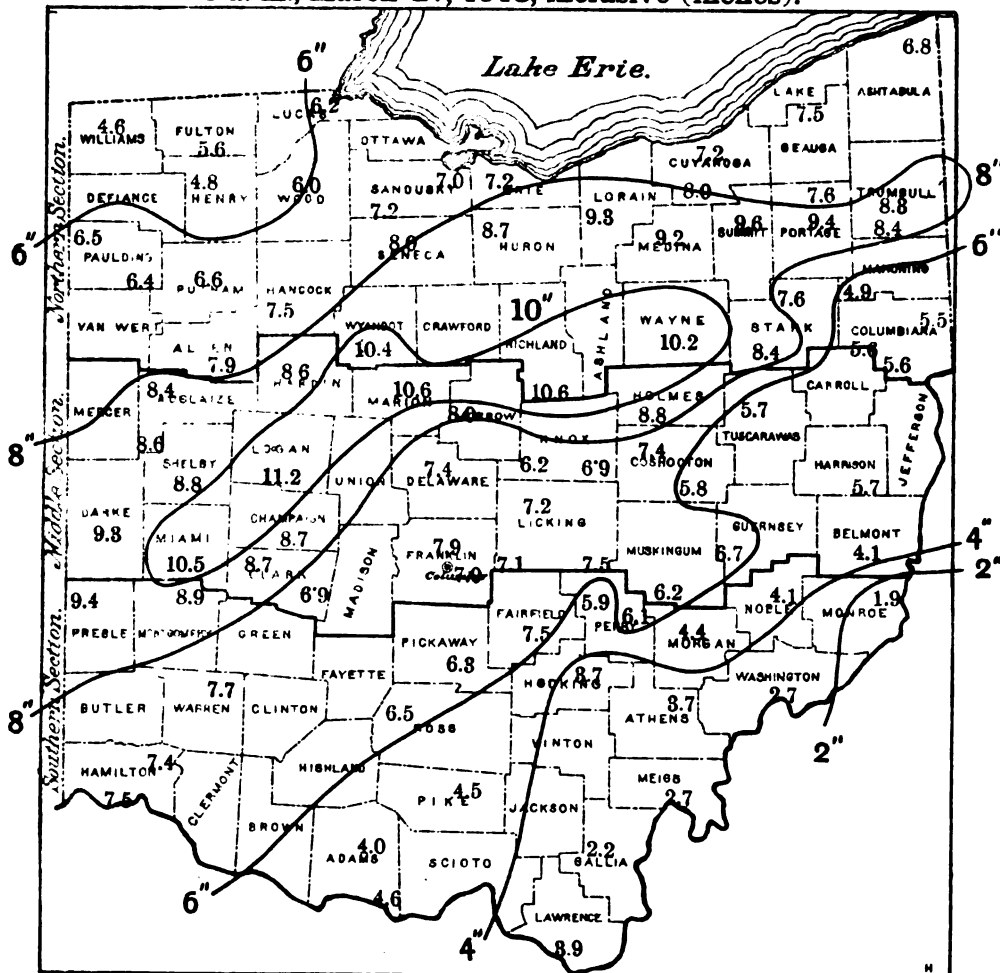 6"
Lake Erie.
6.8
LAKE
7.5
ASHTABULA
4.6
WILLIAMS
FULTON
5.6
6.2
OTTAWA
GEAUGA
7.2
CUYAHOGA
8.0
8"
DEFIANCE
4.8
HENRY
6.0
WOOD
SANDUSKY
7.0
7.2
7.2
ERIE
LORAIN
9.3
7.6
TRUMBULL
8.8
8.4
6"
6.5
PAULDING
6.4
6.6
PUTNAM
HANCOCK
7.5
8.6
SENECA
8.7
HURON
9.2
MEDINA
9.6
SUMMIT
9.4
PORTAGE
6"
MAHONING
4.9
Northern Section.
VAN WERT
ALLEN
7.9
WYANDOT
10.4
CRAWFORD
10"
RICHLAND
ASHLAND
WAYNE
10.2
7.6
STARK
8.4
COLUMBIANA
5.5
5.6
5.6
8"
MERCER
8.4
AUGLAIZE
8.6
HARDIN
10.6
MARION
8.0
MORROW
10.6
KNOX
HOLMES
8.8
5.7
CARROLL
JEFFERSON
8.6
SHELBY
8.8
LOGAN
11.2
UNION
7.4
DELAWARE
6.2
6.9
7.4
COSHOCTON
5.8
TUSCARAWAS
HARRISON
5.7
Middle Section.
DARKE
9.3
MIAMI
10.5
CHAMPAIGN
8.7
8.7
CLARK
6.9
MADISON
7.9
FRANKLIN
7.9
Columbus
7.2
LICKING
7.1
7.5
MUSKINGUM
6.2
6.7
GUERNSEY
BELMONT
4.1
4"
2"
9.4
PREBLE
8.9
MONTGOMERY
GREEN
FAYETTE
PICKAWAY
6.8
FAIRFIELD
7.5
5.9
PERRY
4.4
MORGAN
4.1
NOBLE
1.9
MONROE
8"
Southern Section.
BUTLER
7.7
WARREN
CLINTON
6.5
ROSS
HOCKING
3.7
ATHENS
WASHINGTON
2.7
2"
HAMILTON
7.4
7.5
CLERMONT
HIGHLAND
VINTON
MEIGS
2.7
4.5
PIKE
JACKSON
BROWN
4.0
ADAMS
4.6
SCIOTO
2.2
GALLIA
6"
4"
LAWRENCE
3.9
H